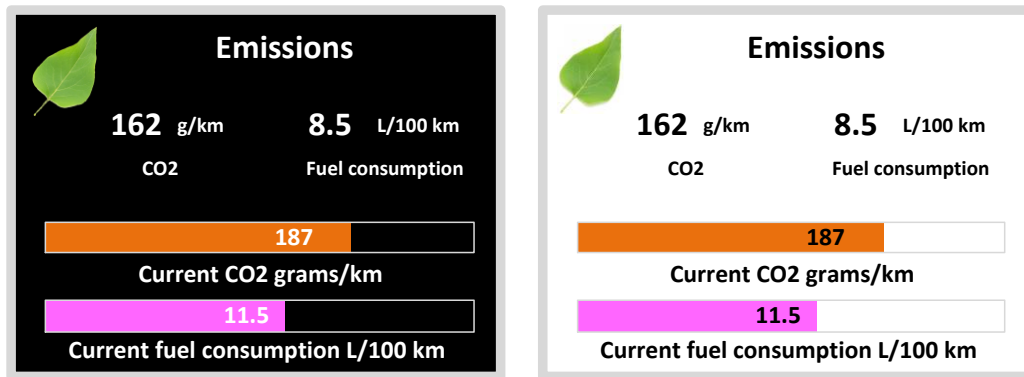 Emissions
162 g/km 8.5 L/100 km
CO2 Fuel consumption
187
Current CO2 grams/km
11.5
Current fuel consumption L/100 km
Emissions
162 g/km 8.5 L/100 km
CO2 Fuel consumption
187
Current CO2 grams/km
11.5
Current fuel consumption L/100 km